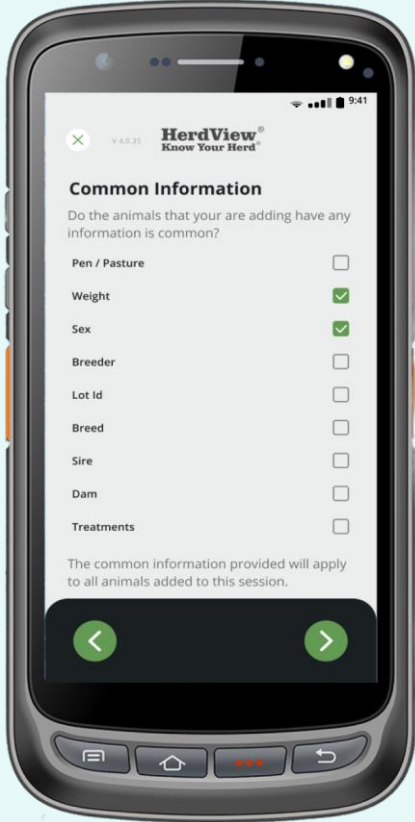 9:41
V 4.0.35
HerdView®
Know Your Herd®
Common Information
Do the animals that your are adding have any
information is common?
Pen / Pasture
Weight
Sex
Breeder
Lot Id
Breed
Sire
Dam
Treatments
The common information provided will apply
to all animals added to this session.